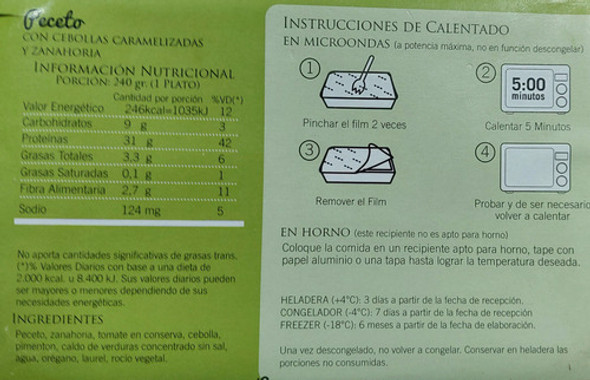 Peceto
CON CEBOLLAS CARAMELIZADAS
Y ZANAHORIA
INFORMACIÓN NUTRICIONAL
PORCIÓN: 240 gr. (1 PLATO)
Cantidad por porción %VD(*)
Valor Energético 246kcal=1035kJ 12
Carbohidratos 9 g 3
Proteínas 31 g 42
Grasas Totales 3,3 g 6
Grasas Saturadas 0,1 g 1
Fibra Alimentaria 2,7 g 11
Sodio 124 mg 5
No aporta cantidades significativas de grasas trans.
(*)% Valores Diarios con base a una dieta de
2.000 kcal. u 8.400 kJ. Sus valores diarios pueden
ser mayores o menores dependiendo de sus
necesidades energéticas.
INGREDIENTES
Peceto, zanahoria, tomate en conserva, cebolla,
pimenton, caldo de verduras concentrado sin sal,
agua, orégano, laurel, rocío vegetal.
INSTRUCCIONES DE CALENTADO
EN MICROONDAS (a potencia máxima, no en función descongelar)
1
Pinchar el film 2 veces
2
5:00
minutos
Calentar 5 Minutos
3
Remover el Film
4
Probar y de ser necesario
volver a calentar
EN HORNO (este recipiente no es apto para horno)
Coloque la comida en un recipiente apto para horno, tape con
papel aluminio o una tapa hasta lograr la temperatura deseada.
HELADERA (+4°C): 3 días a partir de la fecha de recepción.
CONGELADOR (-4°C): 7 días a partir de la fecha de recepción
FREEZER (-18°C): 6 meses a partir de la fecha de elaboración.
Una vez descongelado, no volver a congelar. Conservar en heladera las
porciones no consumidas.